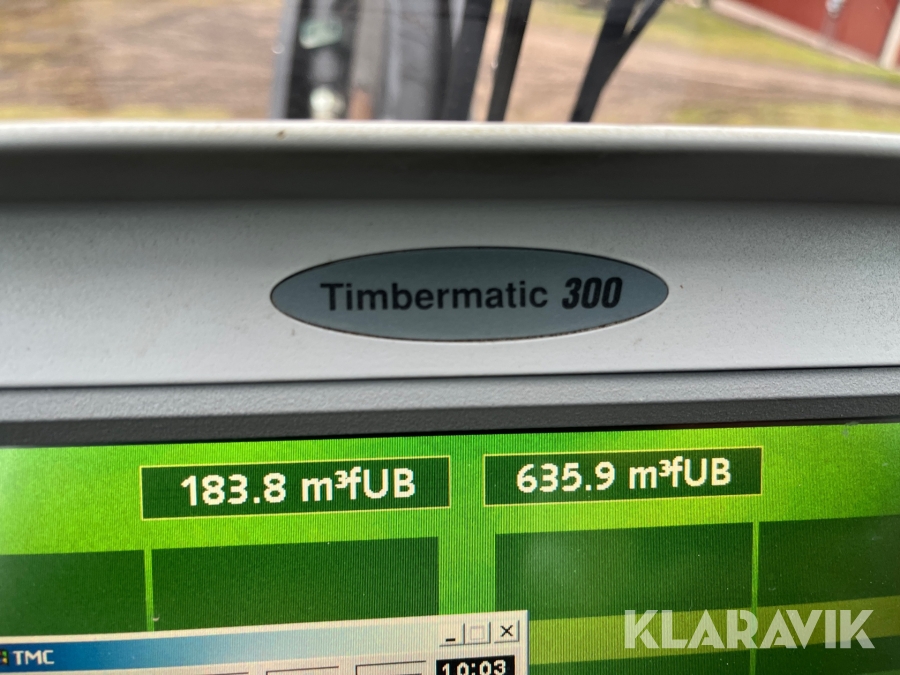 Timbermatic 300
183.8 m³fUB 635.9 m³fUB
KLARAVIK
TMC
10:03